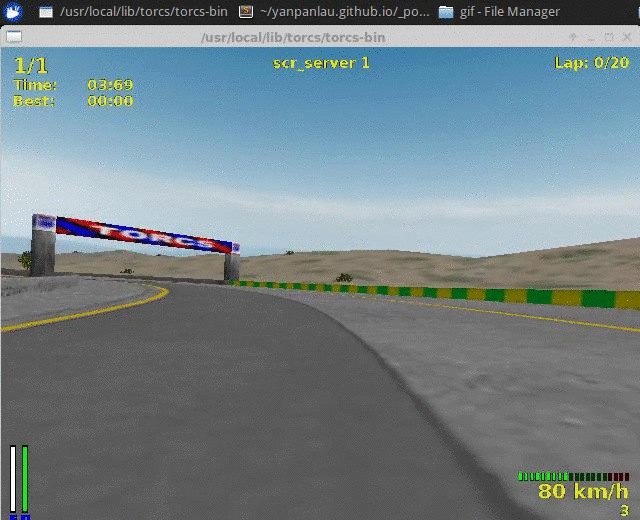 /usr/local/lib/torcs/torcs-bin ~/yanpanlau.github.io/_po... gif - File Manager
/usr/local/lib/torcs/torcs-bin
1/1 scr_server 1 Lap: 0/20
Time: 03:69
Best: 00:00
TORCS
80 km/h
3